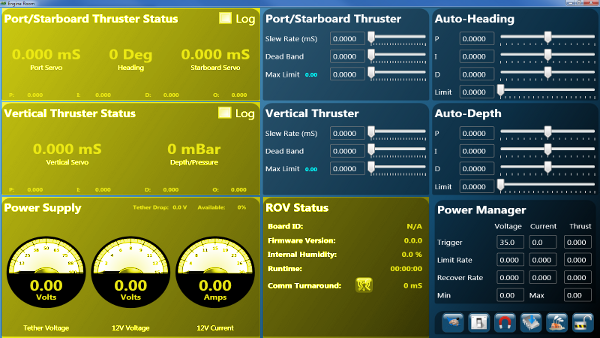 Engine Room
Port/Starboard Thruster Status
Log
0.000 mS
0 Deg
0.000 mS
Port Servo
Heading
Starboard Servo
P: 0.000
I: 0.000
D: 0.000
O: 0.000
Port/Starboard Thruster
Slew Rate (mS) 0.0000
Dead Band 0.0000
Max Limit 0.00 0.0000
Auto-Heading
P 0.0000
I 0.0000
D 0.0000
Limit 0.0000
Vertical Thruster Status
Log
0.000 mS
0 mBar
Vertical Servo
Depth/Pressure
P: 0.000
I: 0.000
D: 0.000
O: 0.000
Vertical Thruster
Slew Rate (mS) 0.0000
Dead Band 0.0000
Max Limit 0.00 0.0000
Auto-Depth
P 0.0000
I 0.0000
D 0.0000
Limit 0.0000
Power Supply
Tether Drop: 0.0 V
Available: 0%
0.00
Volts
Tether Voltage
0.00
Volts
12V Voltage
0.00
Amps
12V Current
ROV Status
Board ID: N/A
Firmware Version: 0.0.0
Internal Humidity: 0.0 %
Runtime: 00:00:00
Comm Turnaround: 0 mS
Power Manager
Voltage Current Thrust
Trigger 35.0 0.0 0.000
Limit Rate 0.000 0.000 0.000
Recover Rate 0.000 0.000 0.000
Min 0.00 Max 0.00